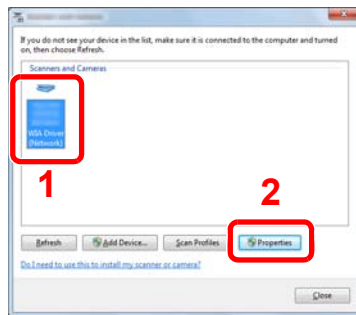 If you do not see your device in the list, make sure it is connected to the computer and turned
on, then choose Refresh.
Scanners and Cameras
WIA Driver
(Network)
1
2
Refresh
Add Device...
Scan Profiles
Properties
Do I need to use this to install my scanner or camera?
Close